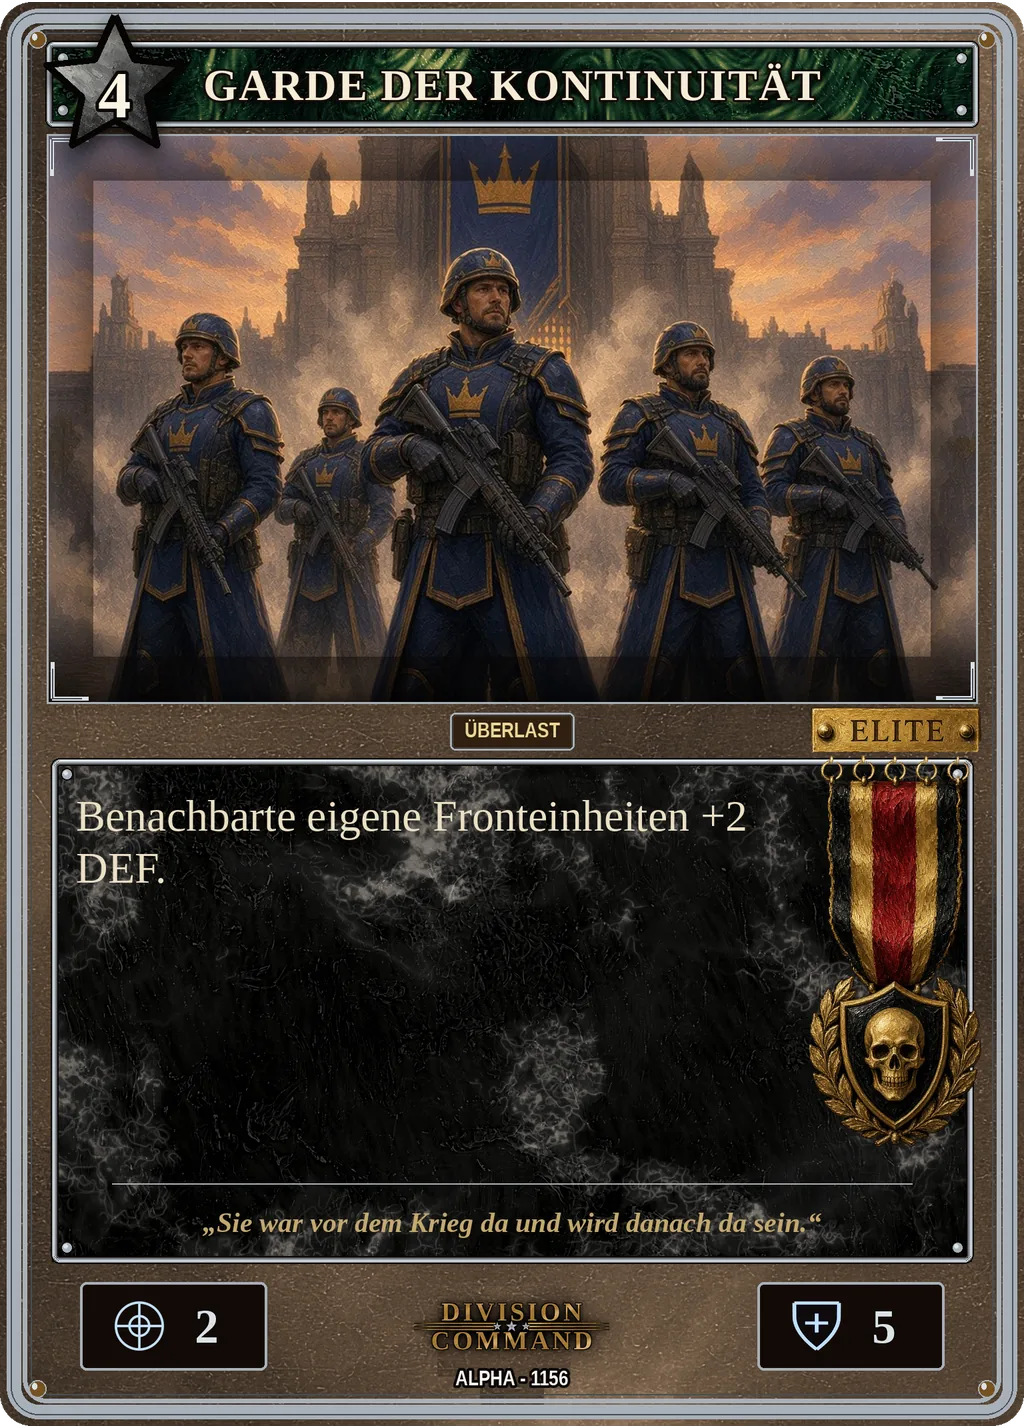 4
GARDE DER KONTINUITÄT
ÜBERLAST
ELITE
Benachbarte eigene Fronteinheiten +2
DEF.
„Sie war vor dem Krieg da und wird danach da sein.“
2
DIVISION
COMMAND
ALPHA - 1156
5